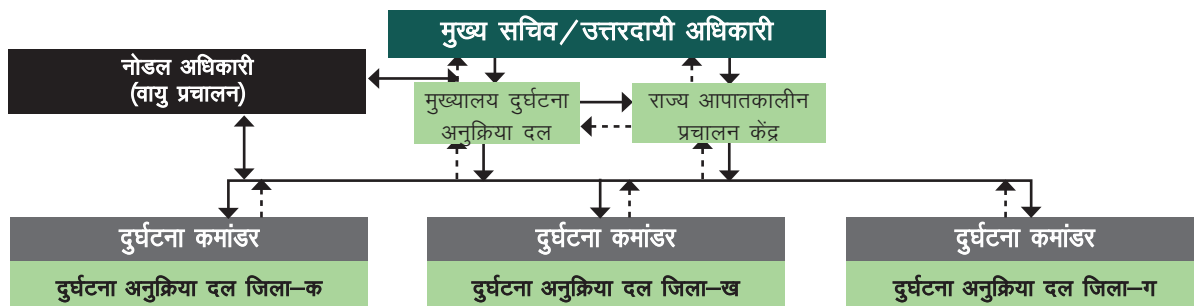 मुख्य सचिव/उत्तरदायी अधिकारी
नोडल अधिकारी
(वायु प्रचालन)
मुख्यालय दुर्घटना
अनुक्रिया दल
राज्य आपातकालीन
प्रचालन केंद्र
दुर्घटना कमांडर
दुर्घटना अनुक्रिया दल जिला–क
दुर्घटना कमांडर
दुर्घटना अनुक्रिया दल जिला–ख
दुर्घटना कमांडर
दुर्घटना अनुक्रिया दल जिला–ग